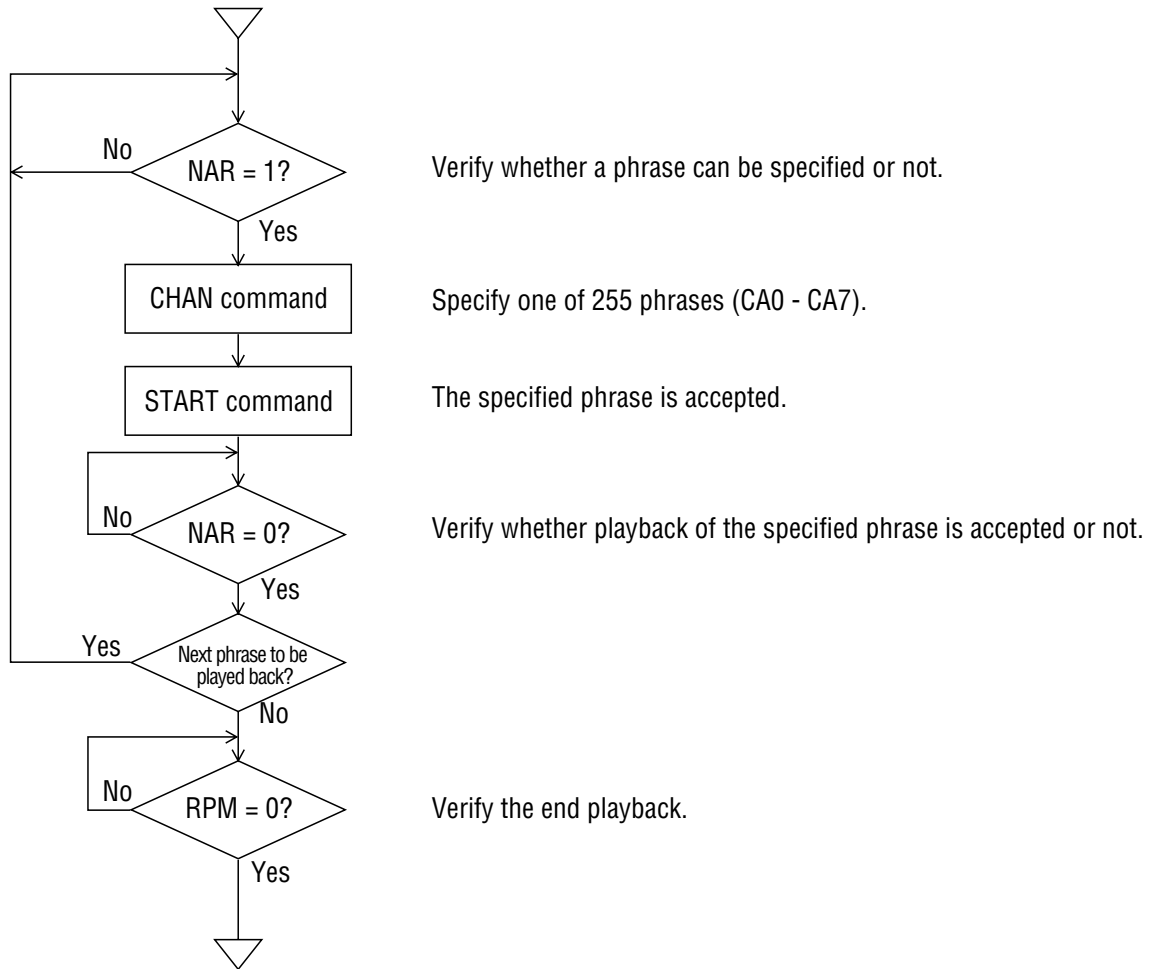 No
NAR = 1?
Verify whether a phrase can be specified or not.
Yes
CHAN command
Specify one of 255 phrases (CA0 - CA7).
START command
The specified phrase is accepted.
No
NAR = 0?
Verify whether playback of the specified phrase is accepted or not.
Yes
Yes
Next phrase to be
played back?
No
No
RPM = 0?
Verify the end playback.
Yes